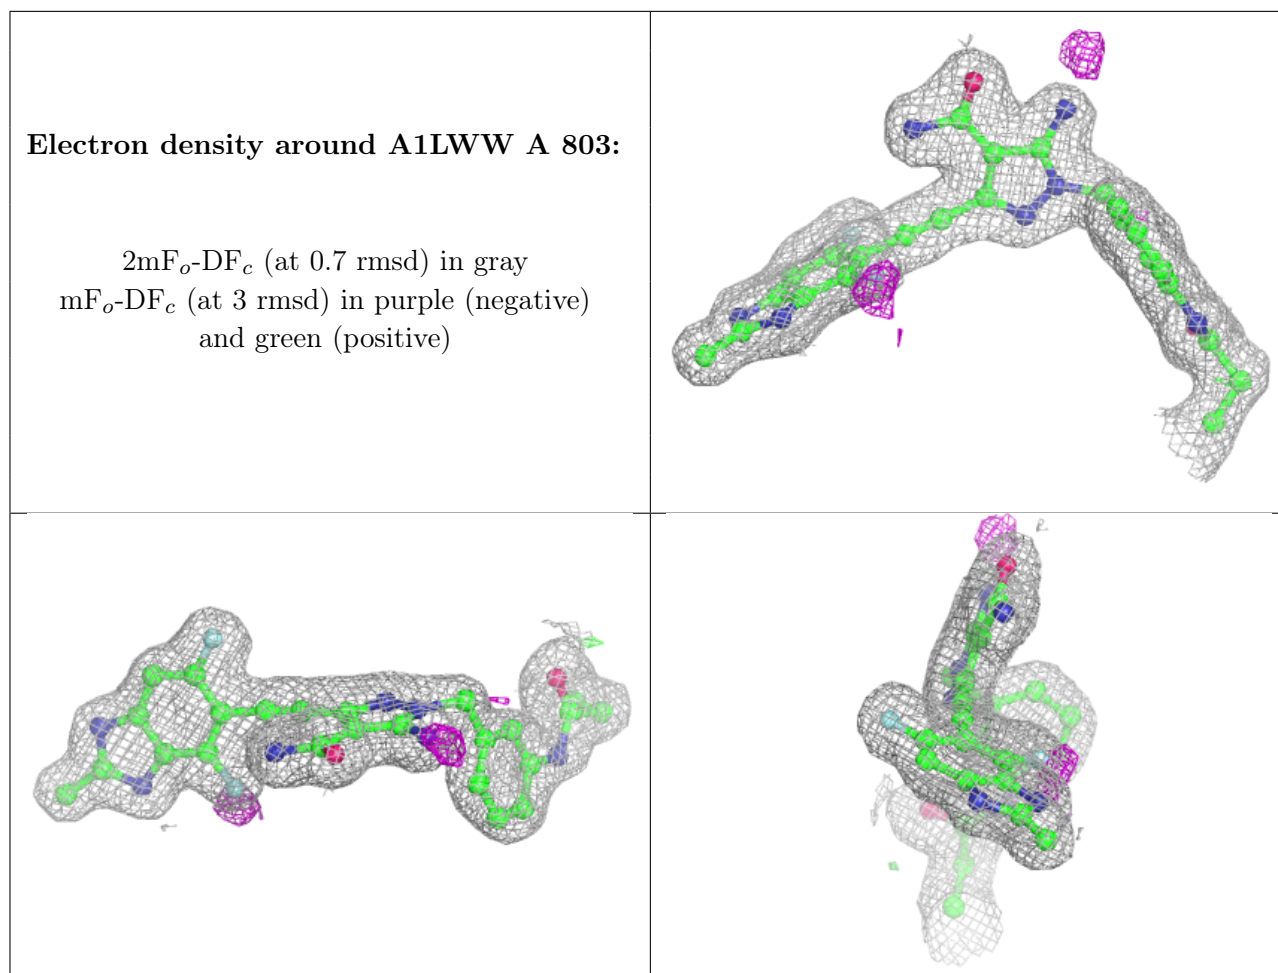 Electron density around A1LWW A 803:
2mFₒ-DF𝒸 (at 0.7 rmsd) in gray
mFₒ-DF𝒸 (at 3 rmsd) in purple (negative)
and green (positive)